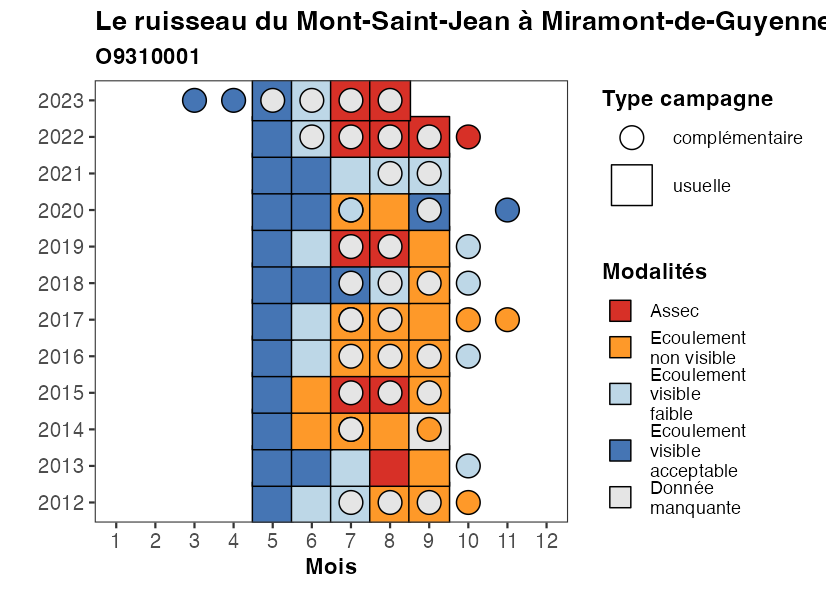 Le ruisseau du Mont-Saint-Jean à Miramont-de-Guyenne
O9310001
2023
2022
2021
2020
2019
2018
2017
2016
2015
2014
2013
2012
1 2 3 4 5 6 7 8 9 10 11 12
Mois
Type campagne
complémentaire
usuelle
Modalités
Assec
Ecoulement
non visible
Ecoulement
visible
faible
Ecoulement
visible
acceptable
Donnée
manquante